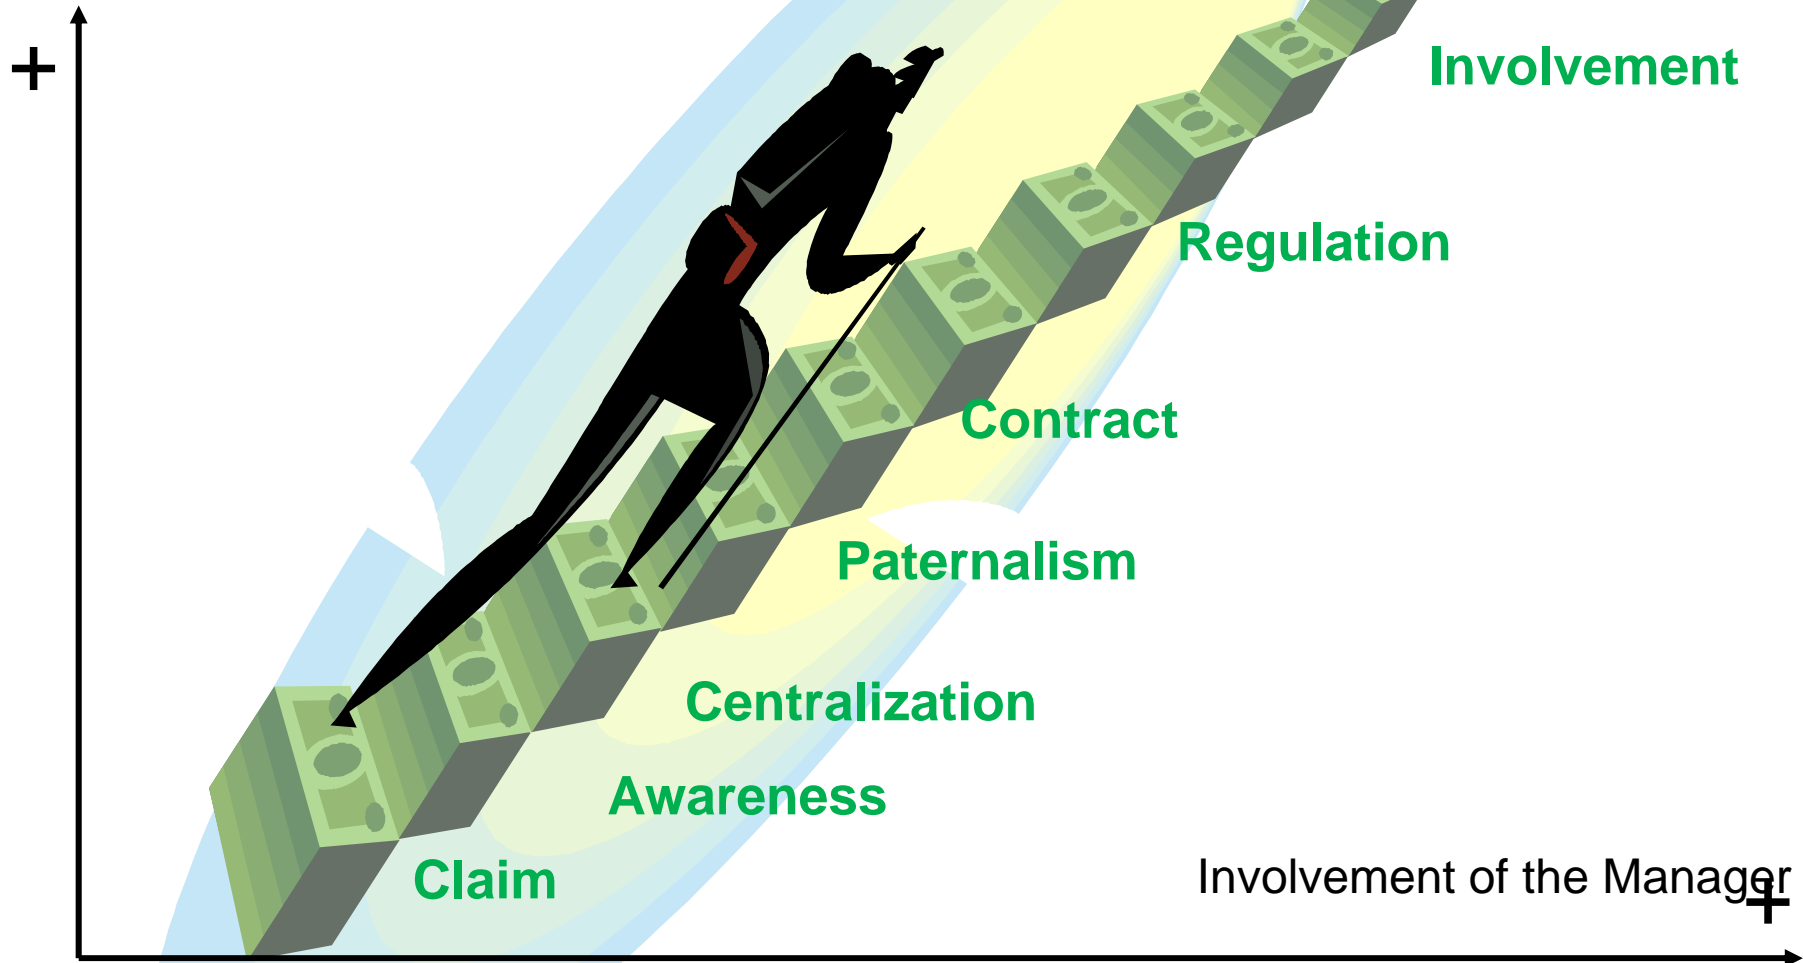 +
Involvement
Regulation
Contract
Paternalism
Centralization
Awareness
Claim
Involvement of the Manager
+